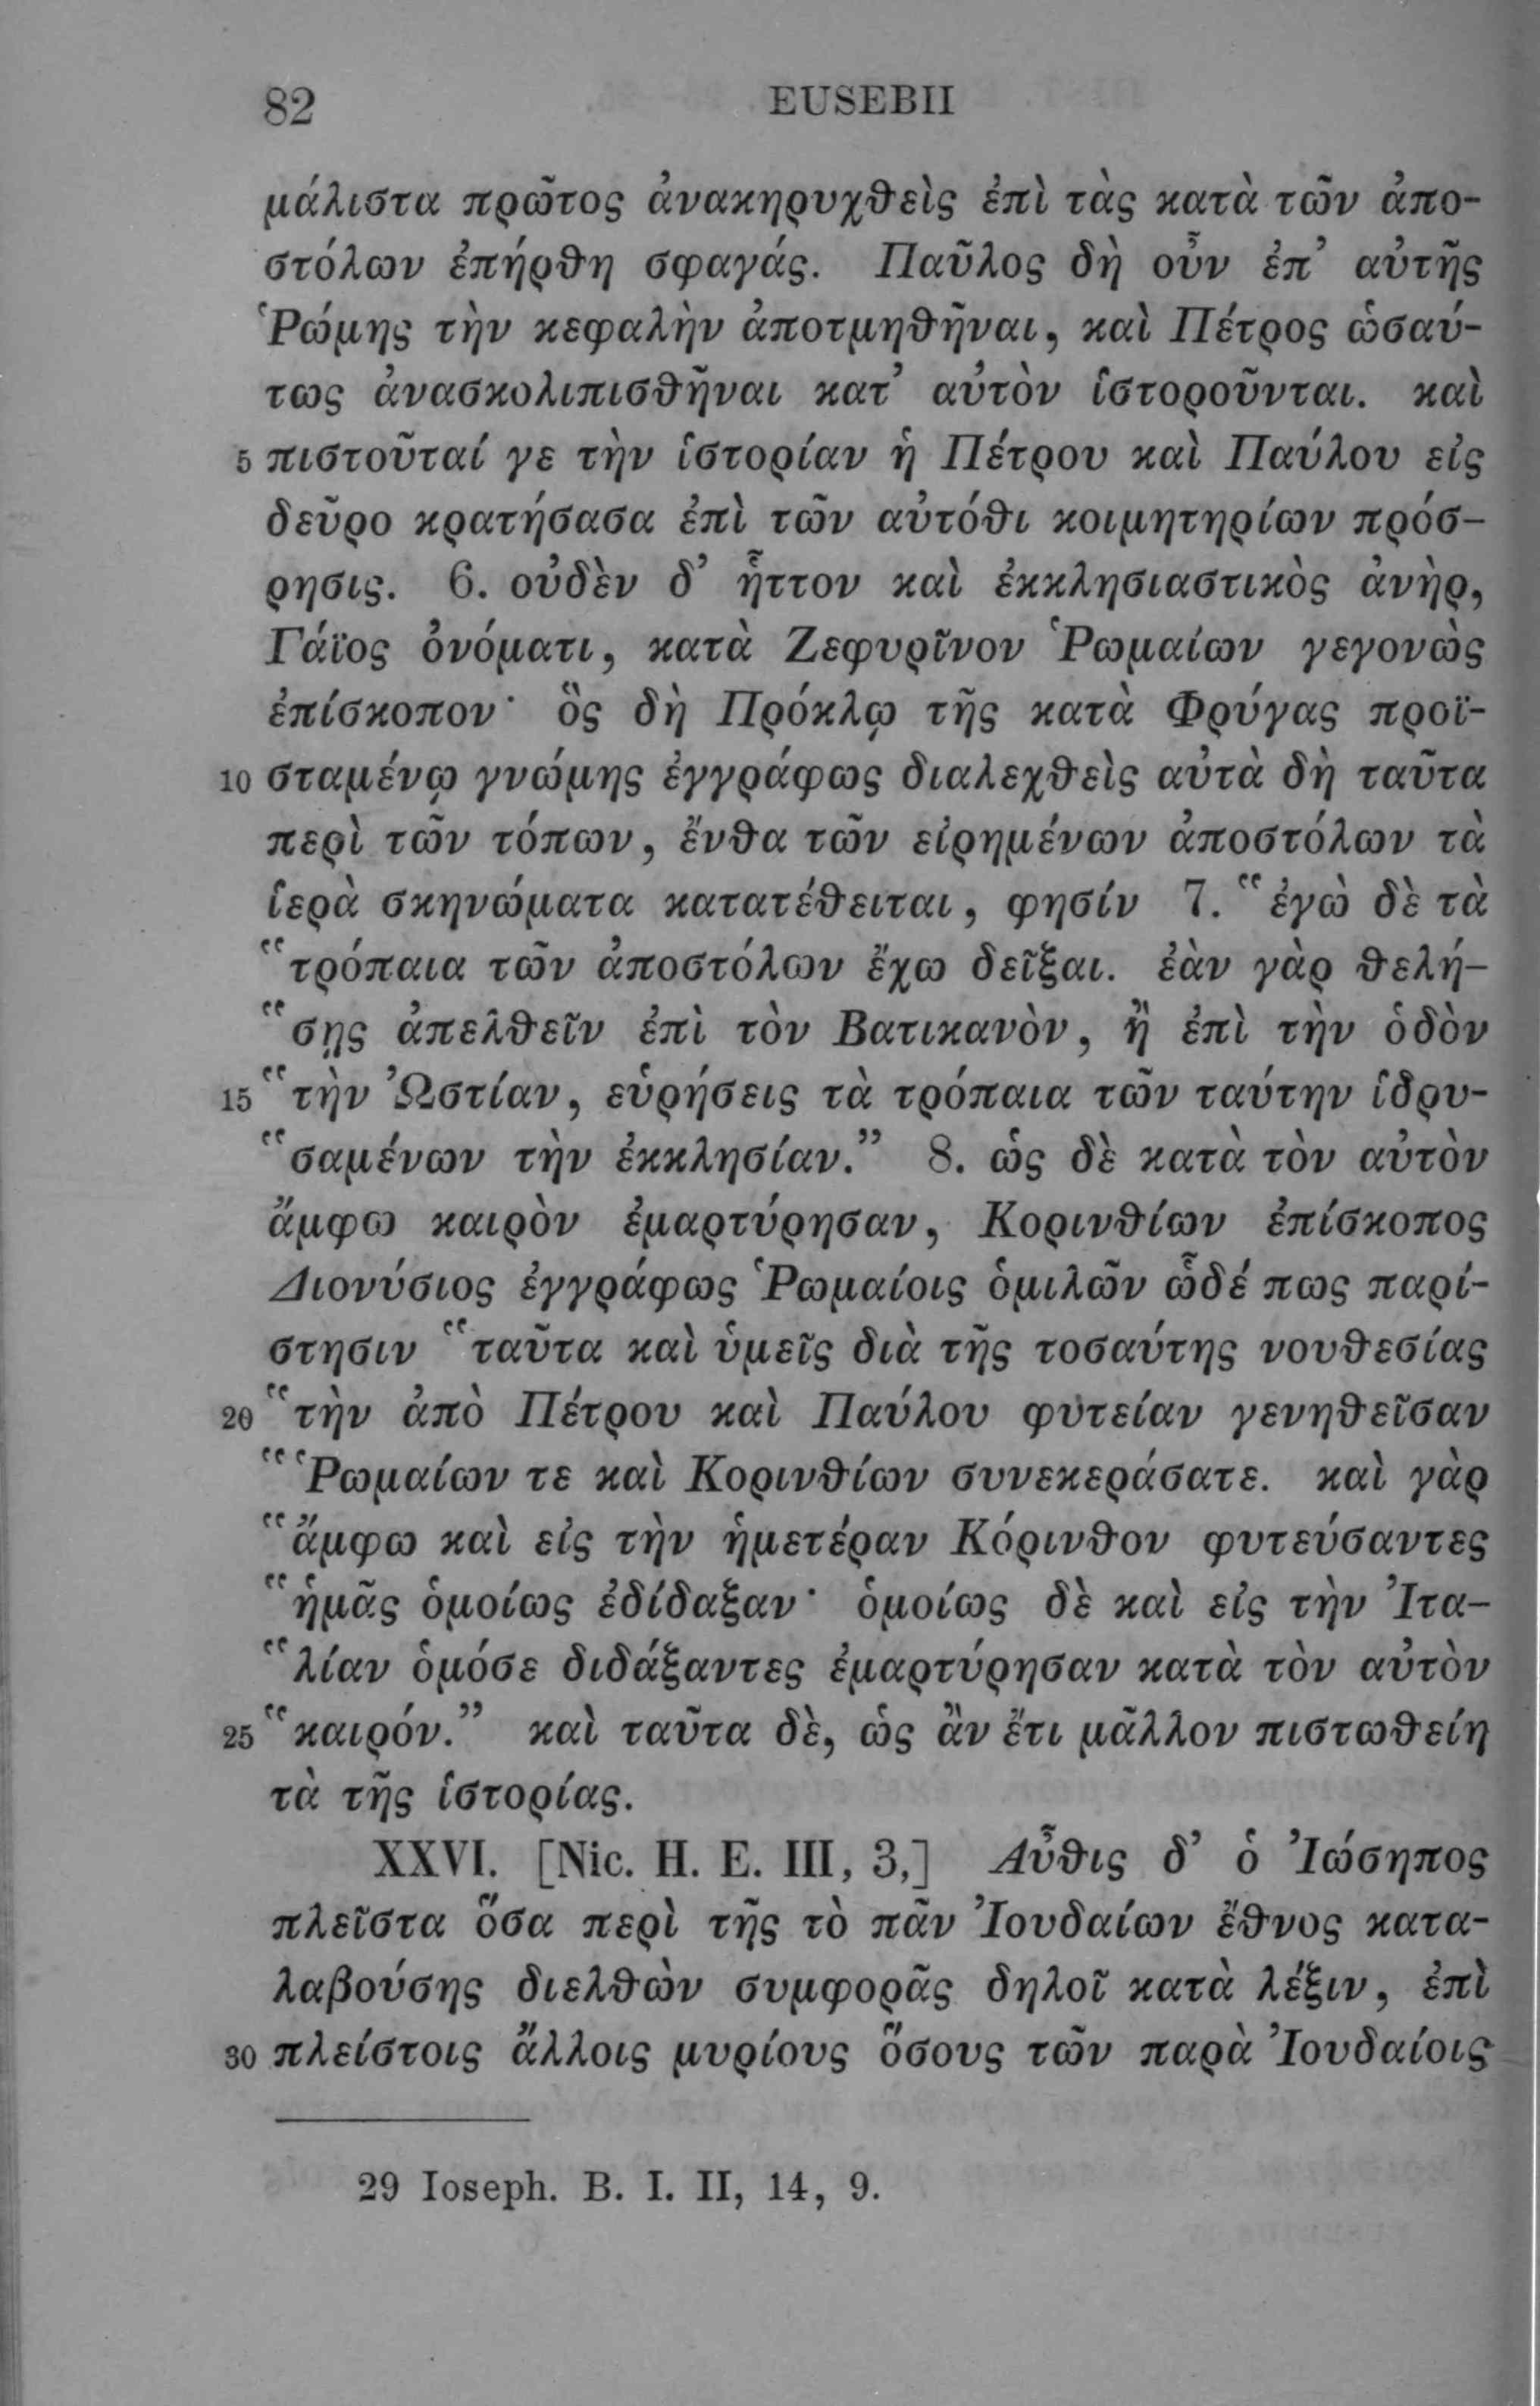 82 EUSEBII
μάλιστα πρῶτος ἀνακηρυχθεὶς ἐπὶ τὰς κατὰ τῶν ἀπο-
στόλων ἐπήρθη σφαγάς. Παῦλος δὴ οὖν ἐπ’ αὐτῆς
Ῥώμης τὴν κεφαλὴν ἀποτμηθῆναι, καὶ Πέτρος ὡσαύ-
τως ἀνασκολιπισθῆναι κατ’ αὐτὸν ἱστοροῦνται. καὶ
5 πιστοῦταί γε τὴν ἱστορίαν ἡ Πέτρου καὶ Παύλου εἰς
δεῦρο κρατήσασα ἐπὶ τῶν αὐτόθι κοιμητηρίων πρόσ-
ρησις. 6. οὐδὲν δ’ ἧττον καὶ ἐκκλησιαστικὸς ἀνὴρ,
Γάϊος ὀνόματι, κατὰ Ζεφυρῖνον Ῥωμαίων γεγονὼς
ἐπίσκοπον· ὃς δὴ Πρόκλῳ τῆς κατὰ Φρύγας προϊ-
10 σταμένῳ γνώμης ἐγγράφως διαλεχθεὶς αὐτὰ δὴ ταῦτα
περὶ τῶν τόπων, ἔνθα τῶν εἰρημένων ἀποστόλων τὰ
ἱερὰ σκηνώματα κατατέθειται, φησίν 7. “ἐγὼ δὲ τὰ
“τρόπαια τῶν ἀποστόλων ἔχω δεῖξαι. ἐὰν γὰρ θελή-
“σῃς ἀπελθεῖν ἐπὶ τὸν Βατικανὸν, ἢ ἐπὶ τὴν ὁδὸν
15 “τὴν Ὠστίαν, εὑρήσεις τὰ τρόπαια τῶν ταύτην ἱδρυ-
“σαμένων τὴν ἐκκλησίαν.” 8. ὡς δὲ κατὰ τὸν αὐτὸν
ἄμφω καιρὸν ἐμαρτύρησαν, Κορινθίων ἐπίσκοπος
Διονύσιος ἐγγράφως Ῥωμαίοις ὁμιλῶν ὧδέ πως παρί-
στησιν “ταῦτα καὶ ὑμεῖς διὰ τῆς τοσαύτης νουθεσίας
20 “τὴν ἀπὸ Πέτρου καὶ Παύλου φυτείαν γενηθεῖσαν
“Ῥωμαίων τε καὶ Κορινθίων συνεκεράσατε. καὶ γὰρ
“ἄμφω καὶ εἰς τὴν ἡμετέραν Κόρινθον φυτεύσαντες
“ἡμᾶς ὁμοίως ἐδίδαξαν· ὁμοίως δὲ καὶ εἰς τὴν Ἰτα-
“λίαν ὁμόσε διδάξαντες ἐμαρτύρησαν κατὰ τὸν αὐτὸν
25 “καιρόν.” καὶ ταῦτα δὲ, ὡς ἂν ἔτι μᾶλλον πιστωθείη
τὰ τῆς ἱστορίας.
XXVI. [Nic. H. E. III, 3,] Αὖθις δ’ ὁ Ἰώσηπος
πλεῖστα ὅσα περὶ τῆς τὸ πᾶν Ἰουδαίων ἔθνος κατα-
λαβούσης διελθὼν συμφορᾶς δηλοῖ κατὰ λέξιν, ἐπὶ
30 πλείστοις ἄλλοις μυρίους ὅσους τῶν παρὰ Ἰουδαίοις
29 Ioseph. B. I. II, 14, 9.